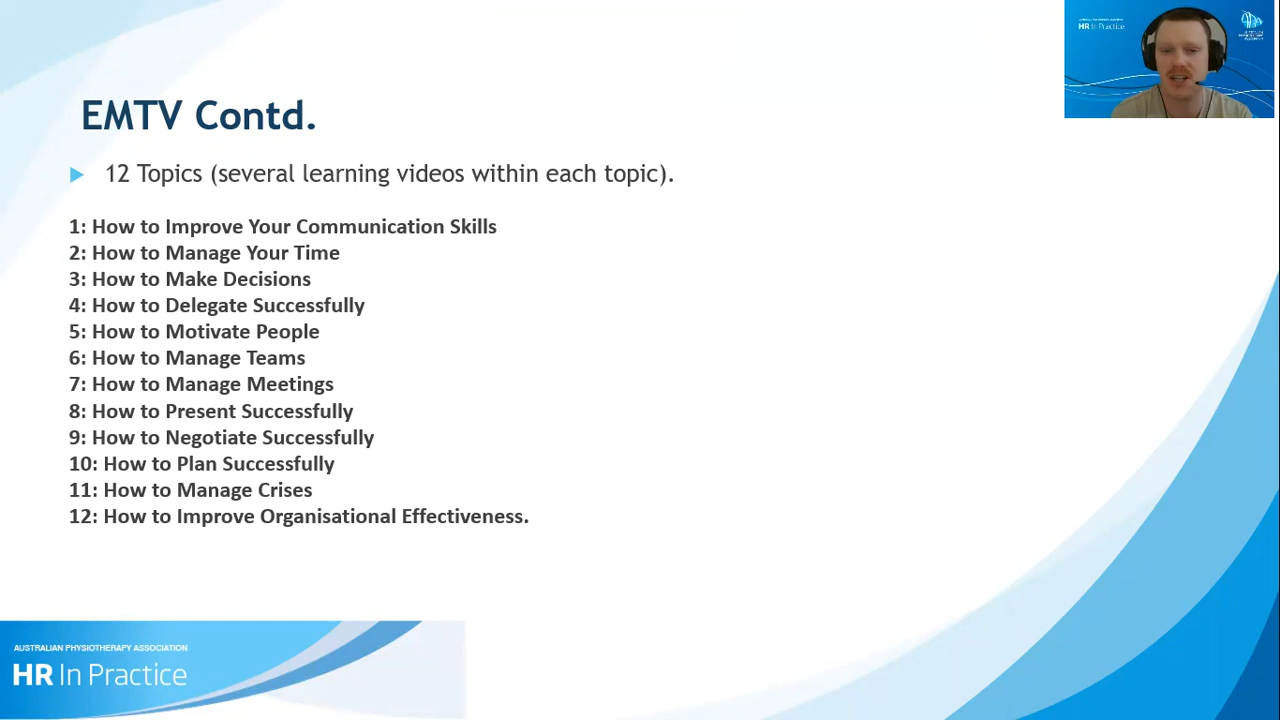 EMTV Contd.
12 Topics (several learning videos within each topic).
1: How to Improve Your Communication Skills
2: How to Manage Your Time
3: How to Make Decisions
4: How to Delegate Successfully
5: How to Motivate People
6: How to Manage Teams
7: How to Manage Meetings
8: How to Present Successfully
9: How to Negotiate Successfully
10: How to Plan Successfully
11: How to Manage Crises
12: How to Improve Organisational Effectiveness.
AUSTRALIAN PHYSIOTHERAPY ASSOCIATION
HR In Practice
HR In Practice